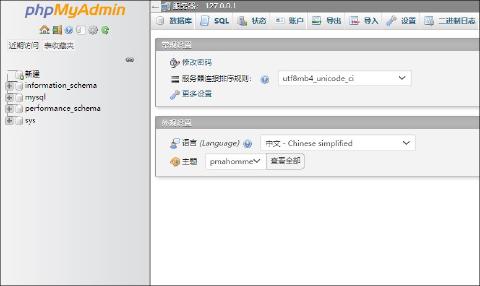 phpMyAdmin
近期访问 表收藏夹
新建
information_schema
mysql
performance_schema
sys
服务器: 127.0.0.1
数据库 SQL 状态 账户 导出 导入 设置 二进制日志
常规设置
修改密码
服务器连接排序规则: utf8mb4_unicode_ci
更多设置
外观设置
语言 (Language) 中文 - Chinese simplified
主题 pmahomme 查看全部